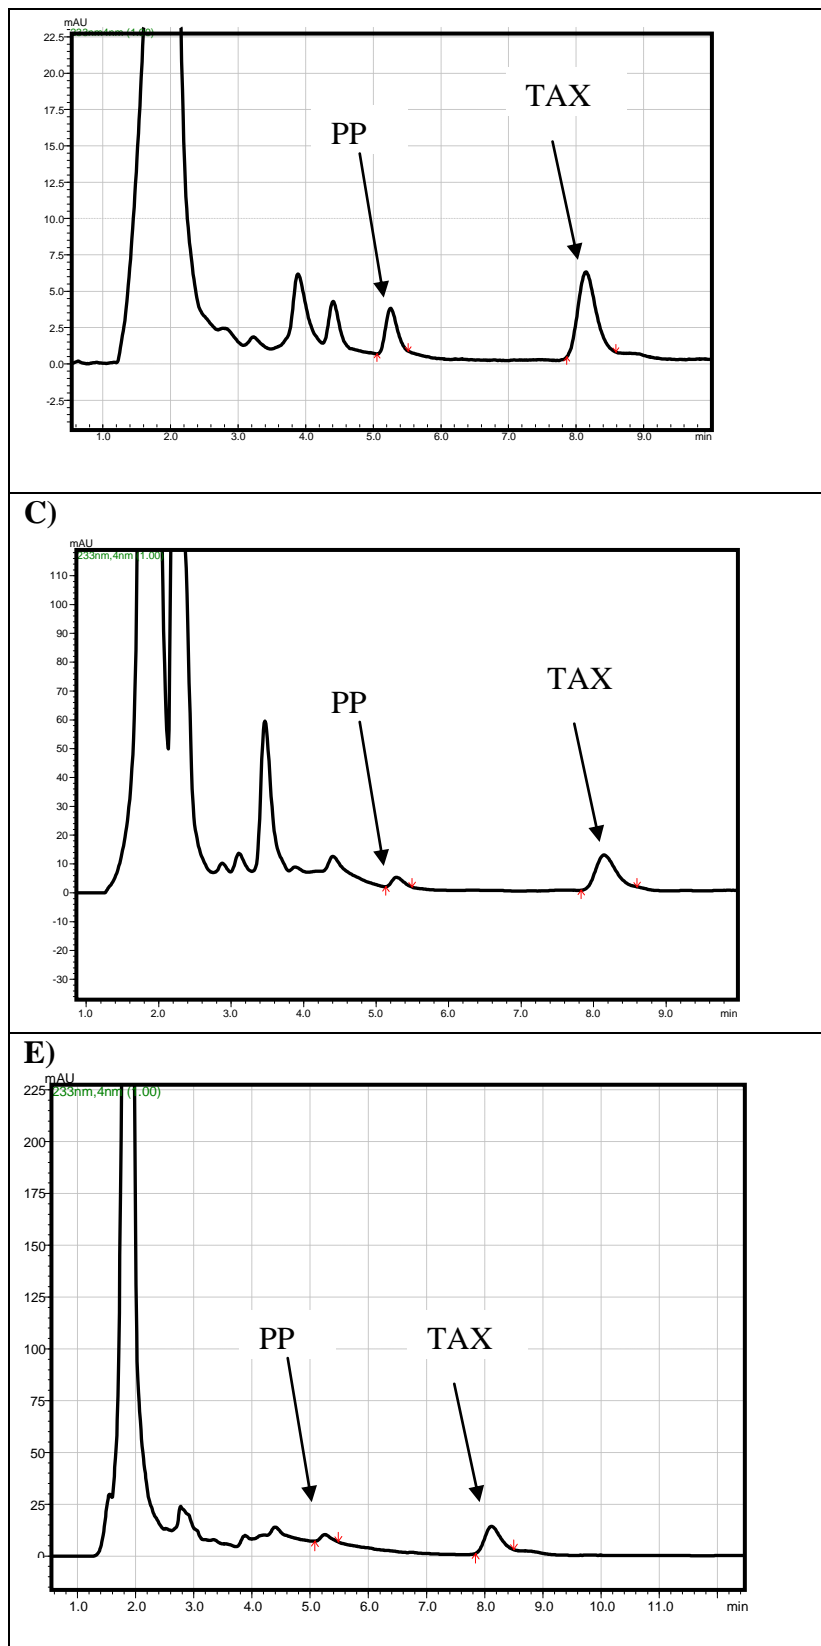 mAU
233nm4nm (1.00)
22.5
20.0
17.5
15.0
12.5
10.0
7.5
5.0
2.5
0.0
-2.5
PP
TAX
1.0 2.0 3.0 4.0 5.0 6.0 7.0 8.0 9.0 min
C)
mAU
233nm,4nm (1.00)
110
100
90
80
70
60
50
40
30
20
10
0
-10
-20
-30
PP
TAX
1.0 2.0 3.0 4.0 5.0 6.0 7.0 8.0 9.0 min
E)
mAU
233nm,4nm (1.00)
225
200
175
150
125
100
75
50
25
0
PP
TAX
1.0 2.0 3.0 4.0 5.0 6.0 7.0 8.0 9.0 10.0 11.0 min